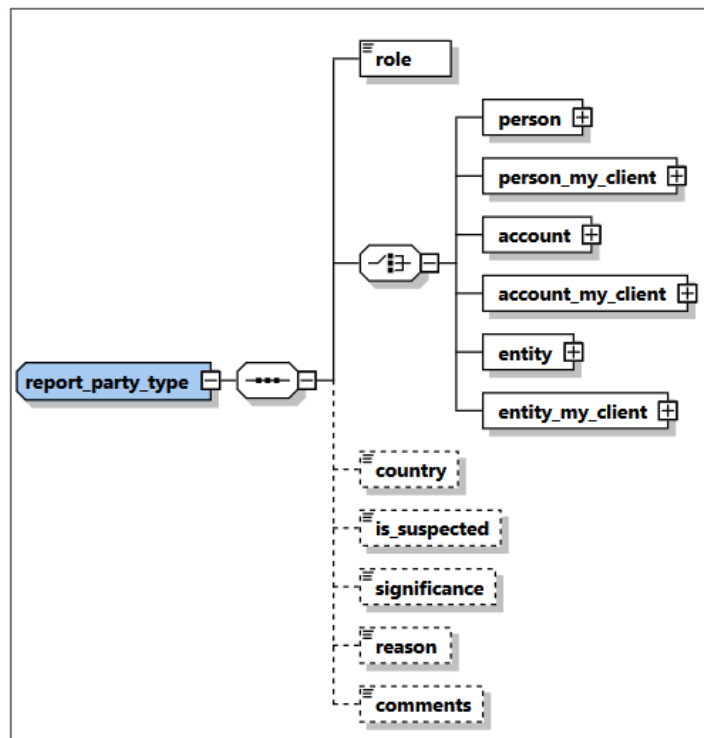 role
person
person_my_client
account
account_my_client
entity
entity_my_client
report_party_type
country
is_suspected
significance
reason
comments